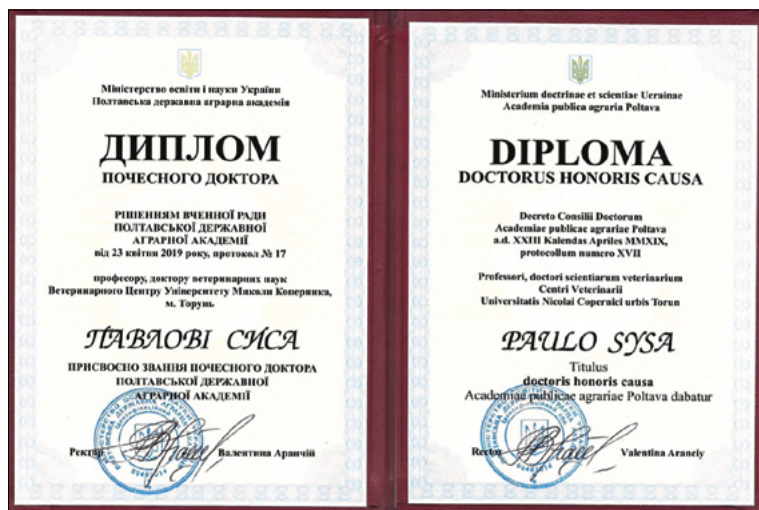 Міністерство освіти і науки України
Полтавська державна аграрна академія
ДИПЛОМ
ПОЧЕСНОГО ДОКТОРА
РІШЕННЯМ ВЧЕННОЇ РАДИ
ПОЛТАВСЬКОЇ ДЕРЖАВНОЇ
АГРАРНОЇ АКАДЕМІЇ
від 23 квітня 2019 року, протокол № 17
професору, доктору ветеринарних наук
Ветеринарного Центру Університету Миколи Коперника,
м. Торунь
ПАВЛОВІ СИСА
ПРИСВОЄНО ЗВАННЯ ПОЧЕСНОГО ДОКТОРА
ПОЛТАВСЬКОЇ ДЕРЖАВНОЇ
АГРАРНОЇ АКАДЕМІЇ
Ректор Валентина Аранчій
Ministerium doctrinae et scientiae Ucrainae
Academia publica agraria Poltava
DIPLOMA
DOCTORUS HONORIS CAUSA
Decreto Consilii Doctorum
Academiae publicae agrariae Poltava
a.d. XXIII Kalendas Apriles MMXIX,
protocollum numero XVII
Professori, doctori scientiarum veterinarium
Centri Veterinarii
Universitatis Nicolai Copernici urbis Torun
PAULO SYSA
Titulus
doctoris honoris causa
Academiae publicae agrariae Poltava dabatur
Rector Valentina Aranciy